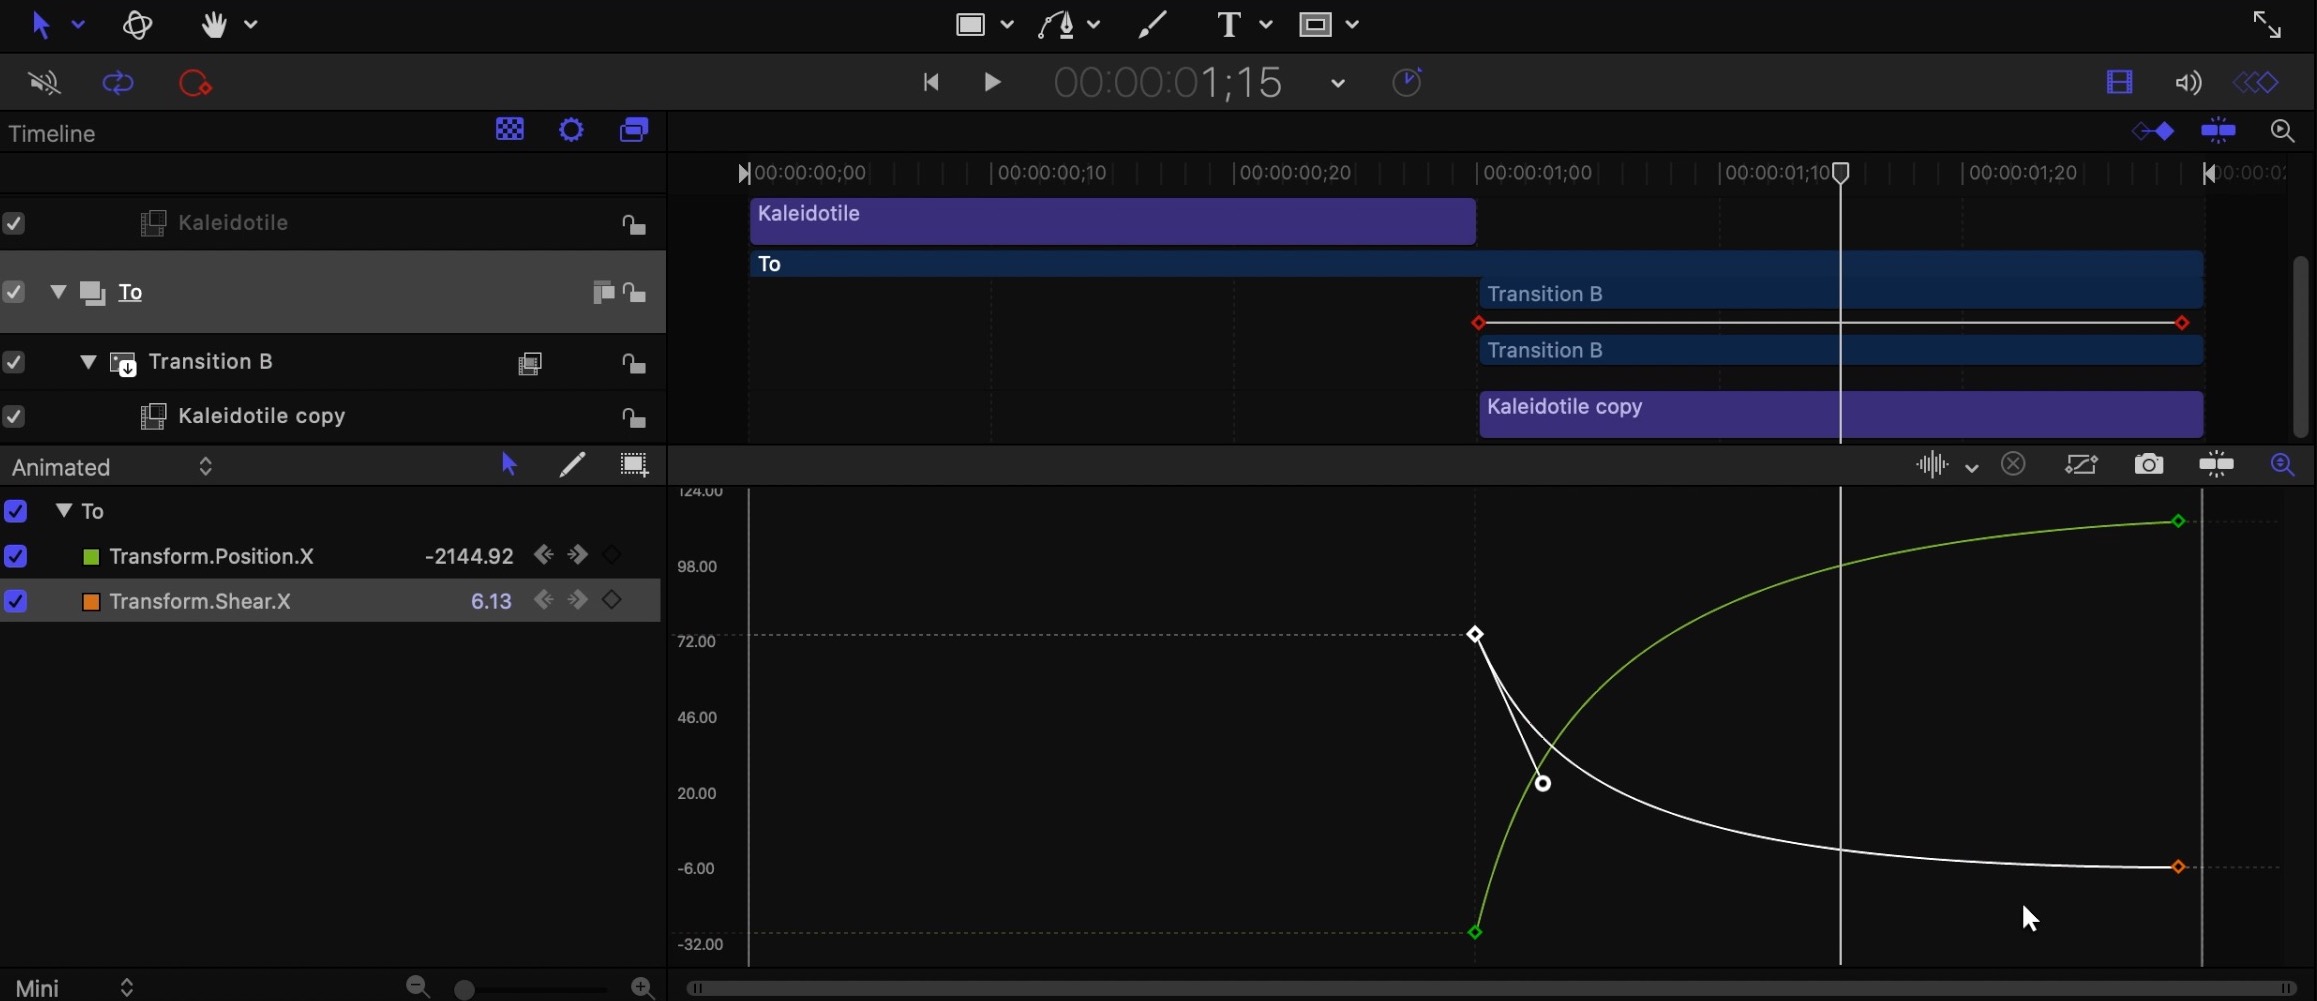 T
00:00:01;15
Timeline
00:00:00;00 00:00:00;10 00:00:00;20 00:00:01;00 00:00:01;10 00:00:01;20
Kaleidotile
Kaleidotile
To
To
Transition B
Transition B
Transition B
Kaleidotile copy
Kaleidotile copy
Animated
To
Transform.Position.X -2144.92
Transform.Shear.X 6.13
124.00
98.00
72.00
46.00
20.00
-6.00
-32.00
Mini